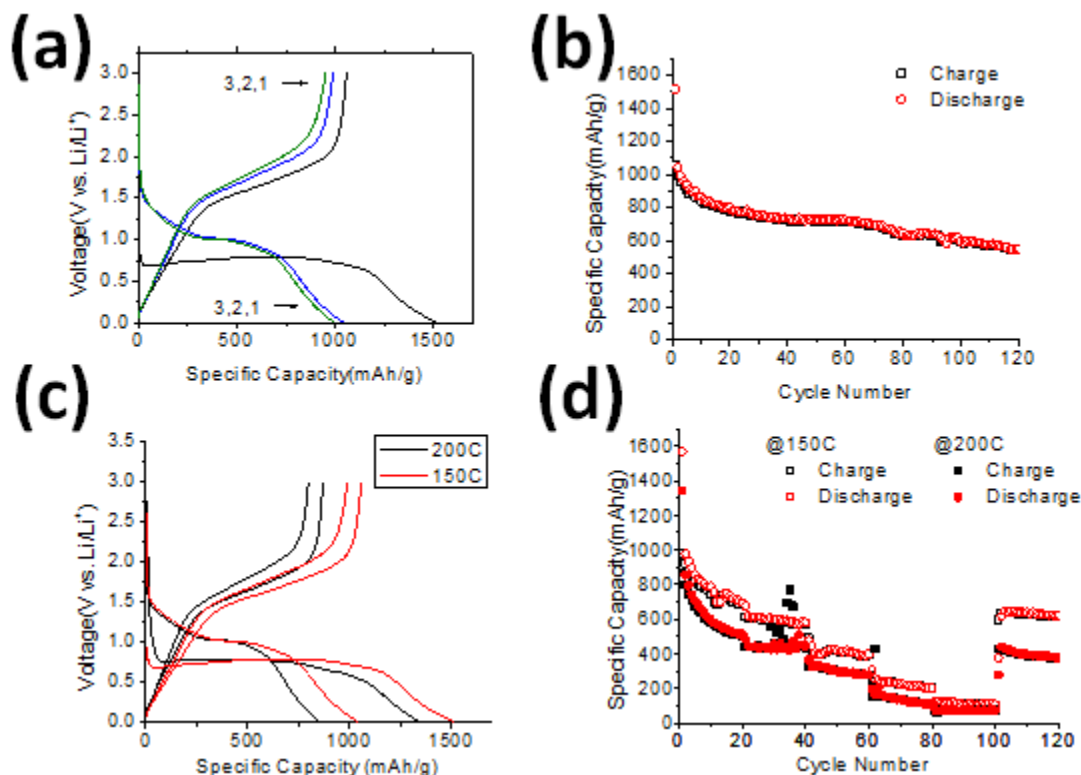 (a)
3.0
2.5
2.0
1.5
1.0
0.5
0.0
Voltage(V vs. Li/Li⁺)
3,2,1
3,2,1
0 500 1000 1500
Specific Capacity(mAh/g)
(b)
1600
1400
1200
1000
800
600
400
200
0
Specific Capacity(mAh/g)
Charge
Discharge
0 20 40 60 80 100 120
Cycle Number
(c)
3.5
3.0
2.5
2.0
1.5
1.0
0.5
0.0
Voltage(V vs. Li/Li⁺)
200C
150C
0 500 1000 1500
Specific Capacity (mAh/g)
(d)
1600
1400
1200
1000
800
600
400
200
0
Specific Capacity(mAh/g)
@150C @200C
Charge Charge
Discharge Discharge
0 20 40 60 80 100 120
Cycle Number